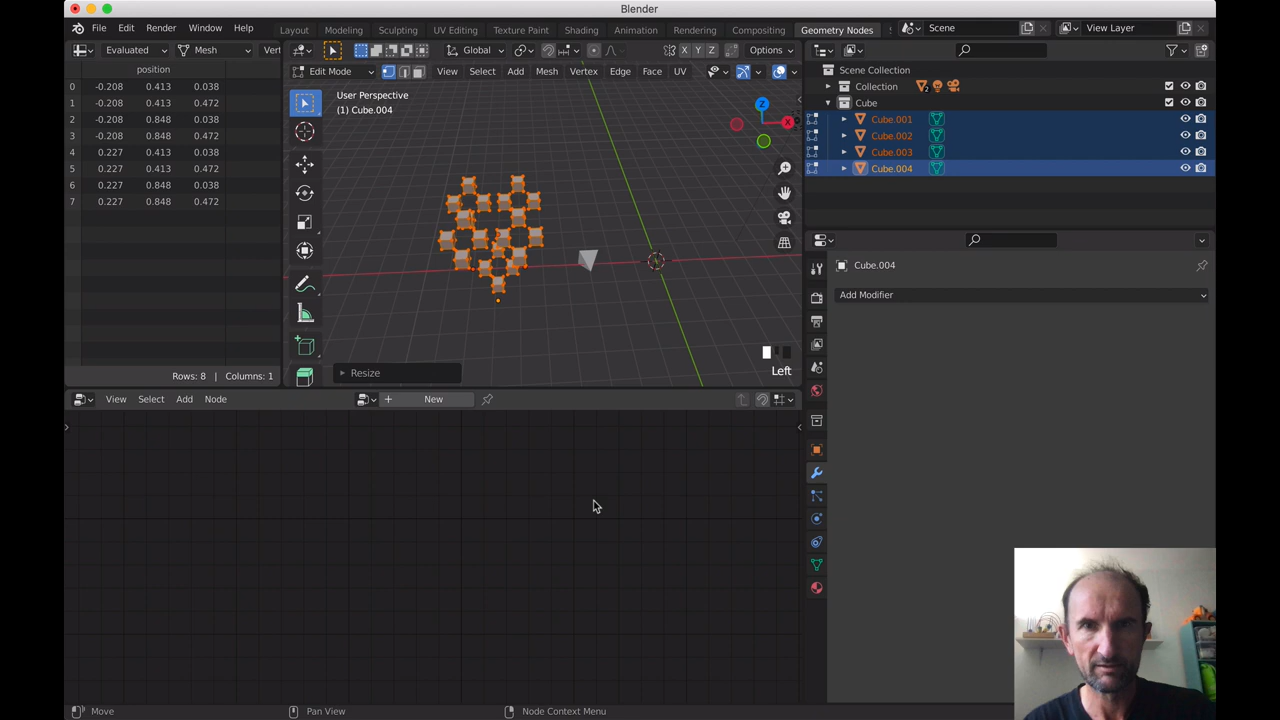 Blender
File Edit Render Window Help
Layout Modeling Sculpting UV Editing Texture Paint Shading Animation Rendering Compositing Geometry Nodes
Scene View Layer
Evaluated Mesh Vert
Global Options
X Y Z
position
Edit Mode View Select Add Mesh Vertex Edge Face UV
0 -0.208 0.413 0.038
1 -0.208 0.413 0.472
2 -0.208 0.848 0.038
3 -0.208 0.848 0.472
4 0.227 0.413 0.038
5 0.227 0.413 0.472
6 0.227 0.848 0.038
7 0.227 0.848 0.472
Rows: 8 | Columns: 1
User Perspective
(1) Cube.004
Z
X
Resize
Left
Scene Collection
Collection 2
Cube
Cube.001
Cube.002
Cube.003
Cube.004
Cube.004
Add Modifier
View Select Add Node
New
Move Pan View Node Context Menu